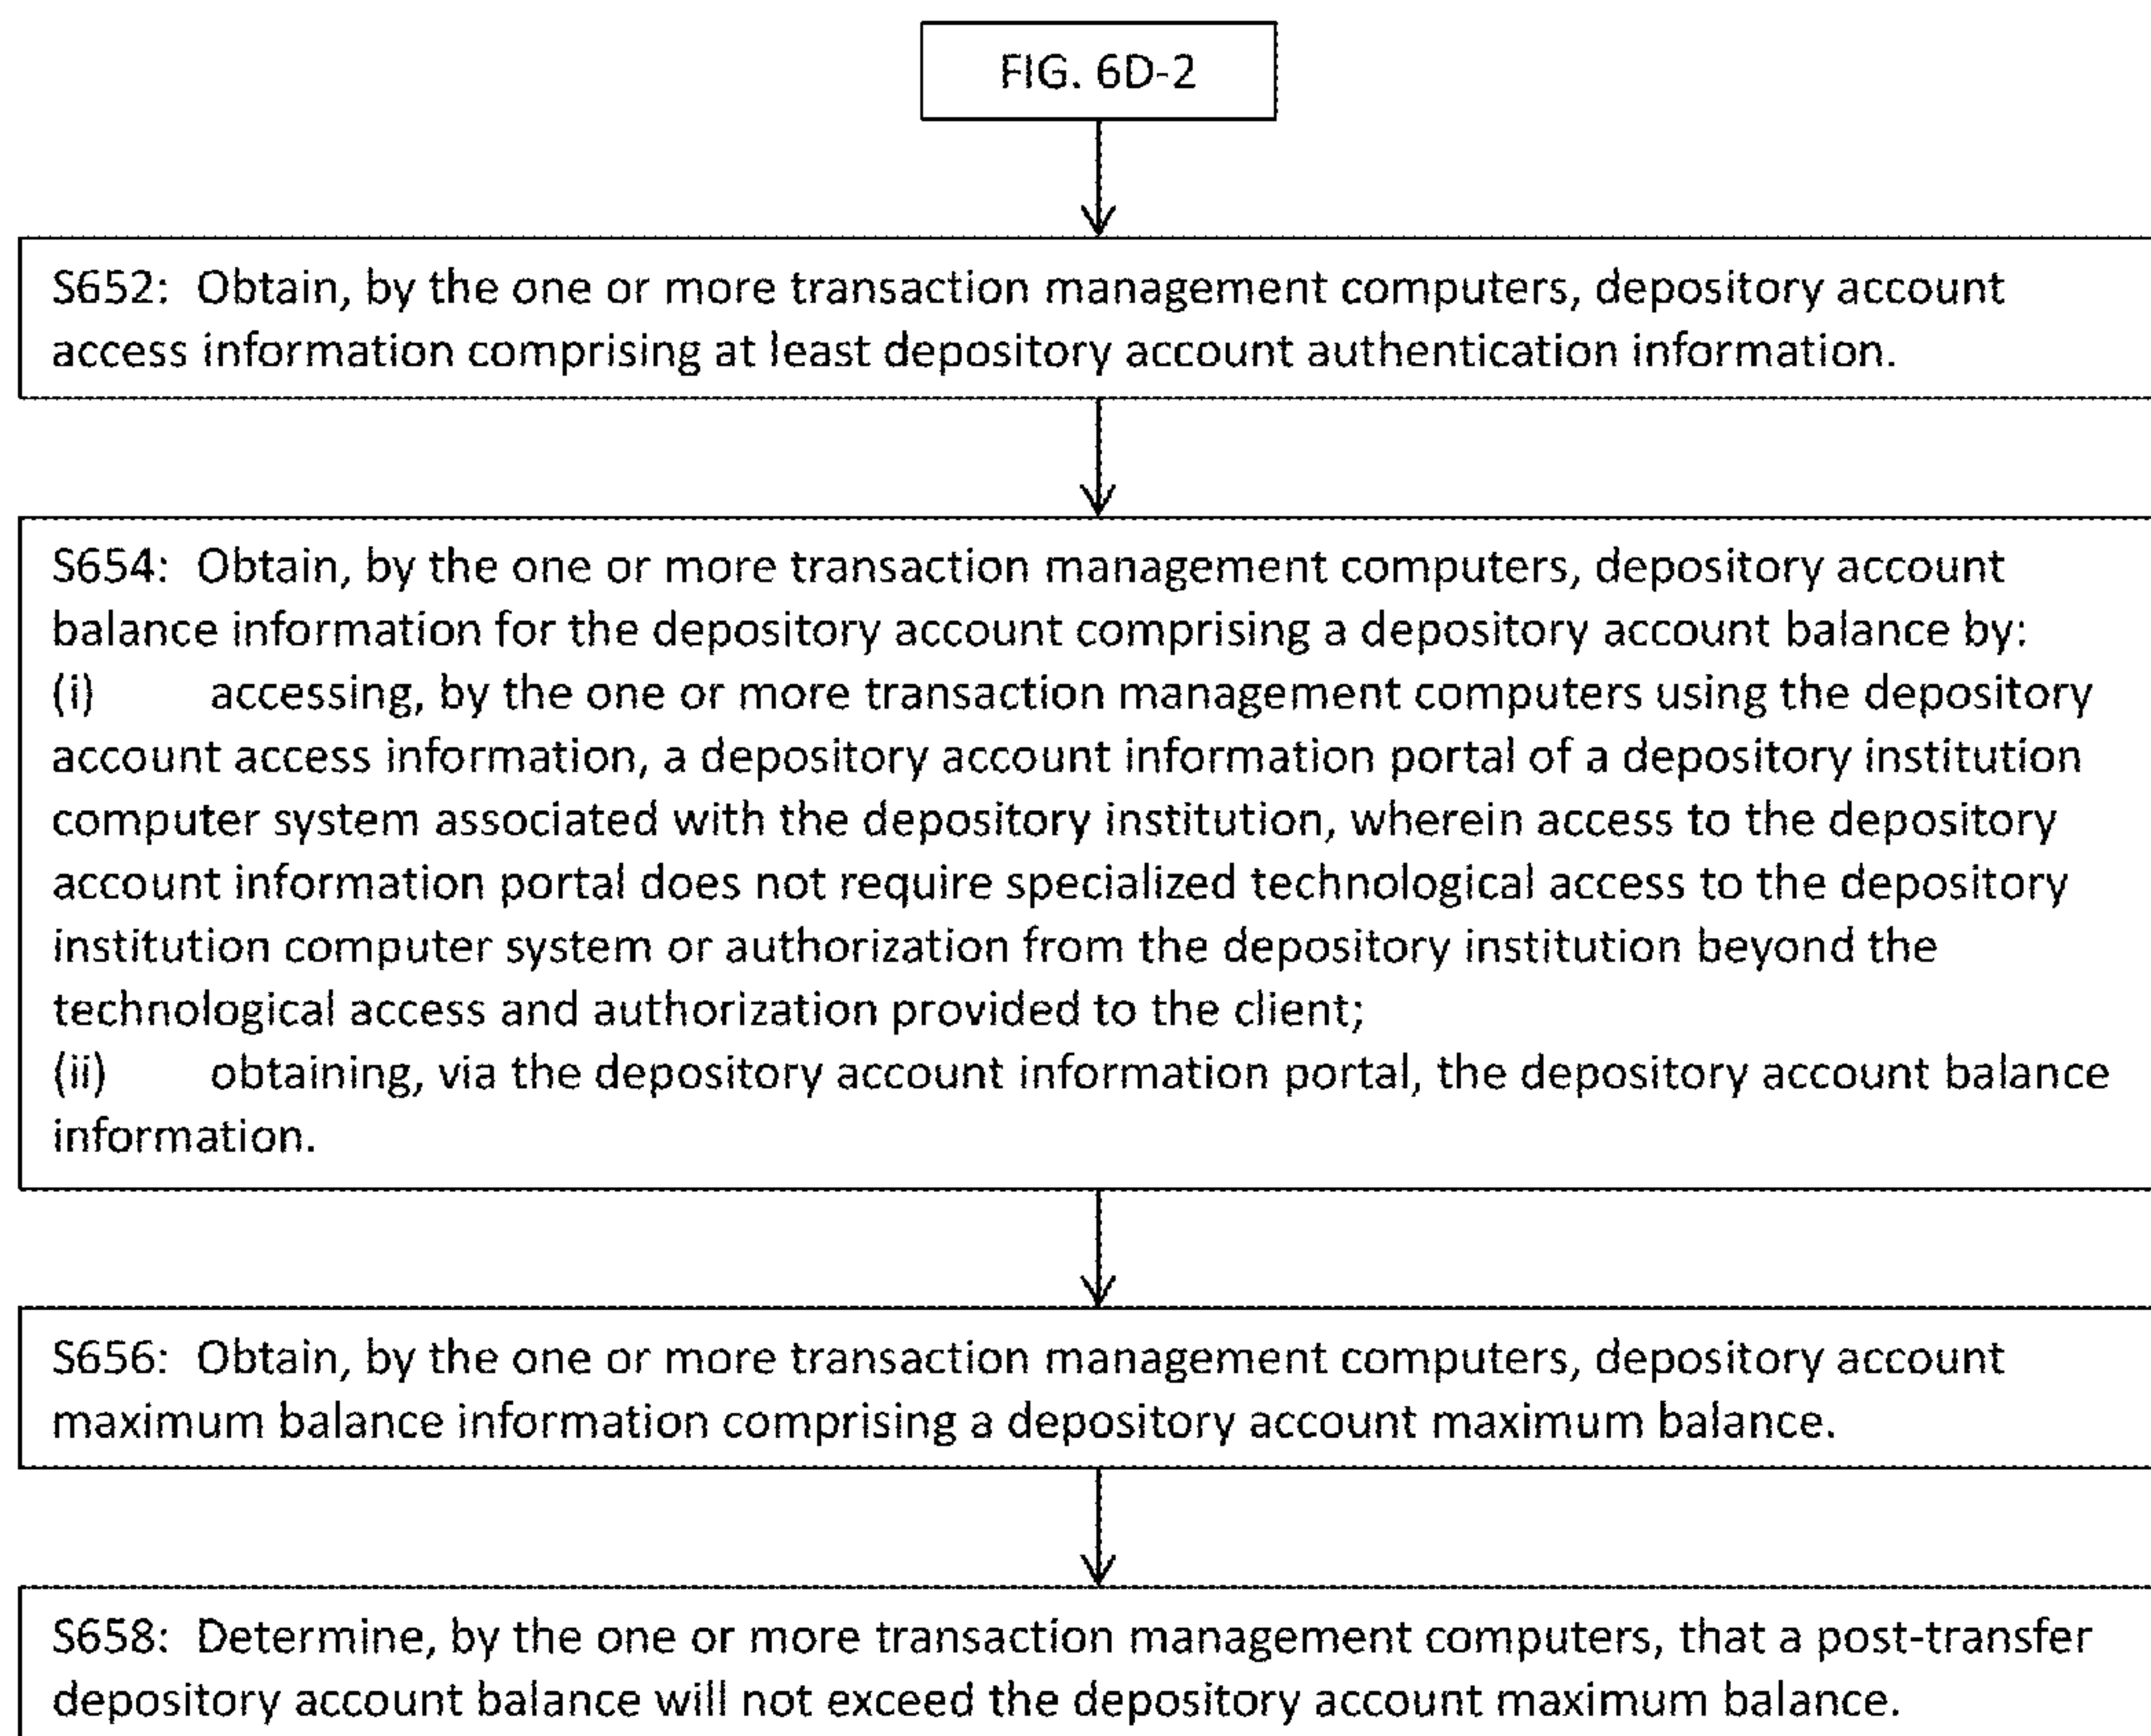 FIG. 6D-2
S652: Obtain, by the one or more transaction management computers, depository account
access information comprising at least depository account authentication information.
S654: Obtain, by the one or more transaction management computers, depository account
balance information for the depository account comprising a depository account balance by:
(i) accessing, by the one or more transaction management computers using the depository
account access information, a depository account information portal of a depository institution
computer system associated with the depository institution, wherein access to the depository
account information portal does not require specialized technological access to the depository
institution computer system or authorization from the depository institution beyond the
technological access and authorization provided to the client;
(ii) obtaining, via the depository account information portal, the depository account balance
information.
S656: Obtain, by the one or more transaction management computers, depository account
maximum balance information comprising a depository account maximum balance.
S658: Determine, by the one or more transaction management computers, that a post-transfer
depository account balance will not exceed the depository account maximum balance.